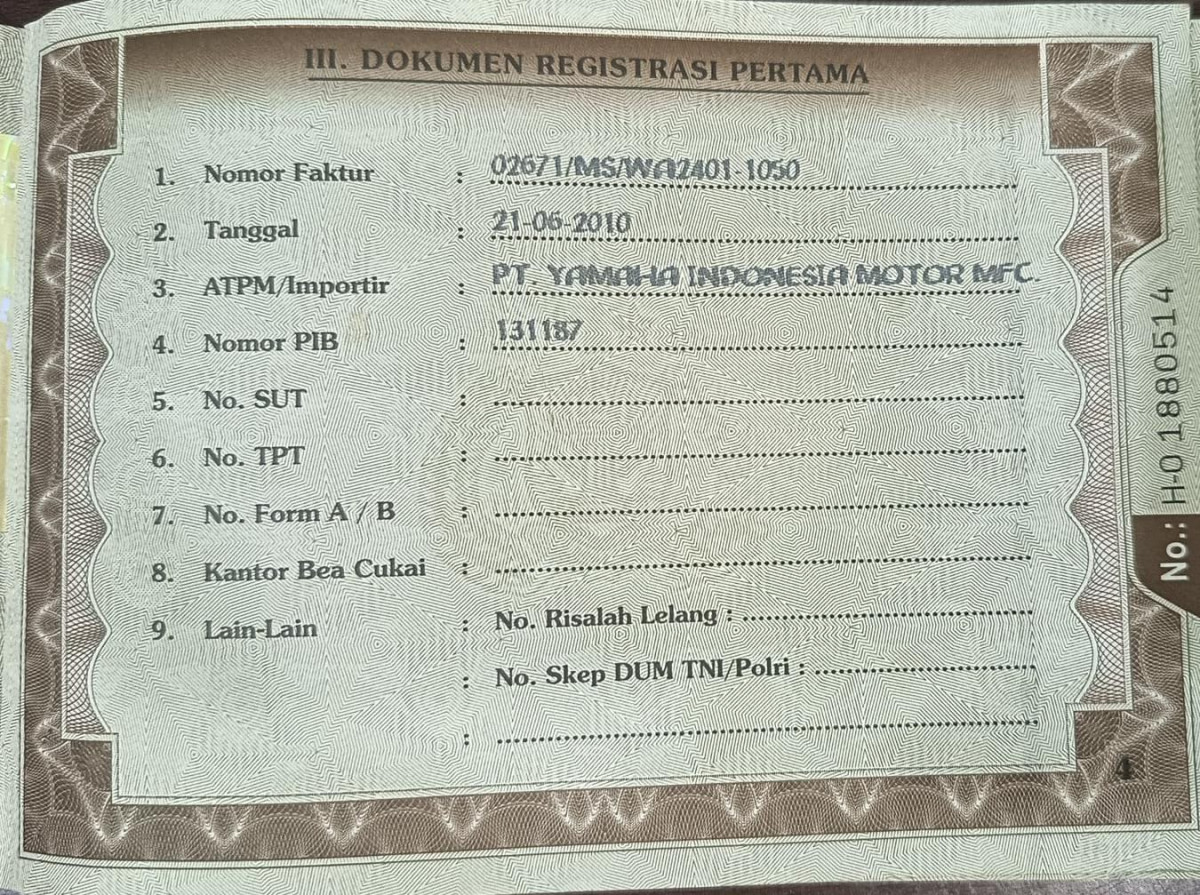 III. DOKUMEN REGISTRASI PERTAMA
1. Nomor Faktur : 02671/MS/WA2401-1050
2. Tanggal : 21-06-2010
3. ATPM/Importir : PT. YAMAHA INDONESIA MOTOR MFC.
4. Nomor PIB : 131187
5. No. SUT :
6. No. TPT :
7. No. Form A / B :
8. Kantor Bea Cukai :
9. Lain-Lain : No. Risalah Lelang :
: No. Skep DUM TNI/Polri :
:
4
No.: H-01880514